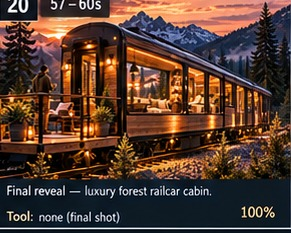 20
57–60s
Final reveal — luxury forest railcar cabin.
Tool: none (final shot)
100%